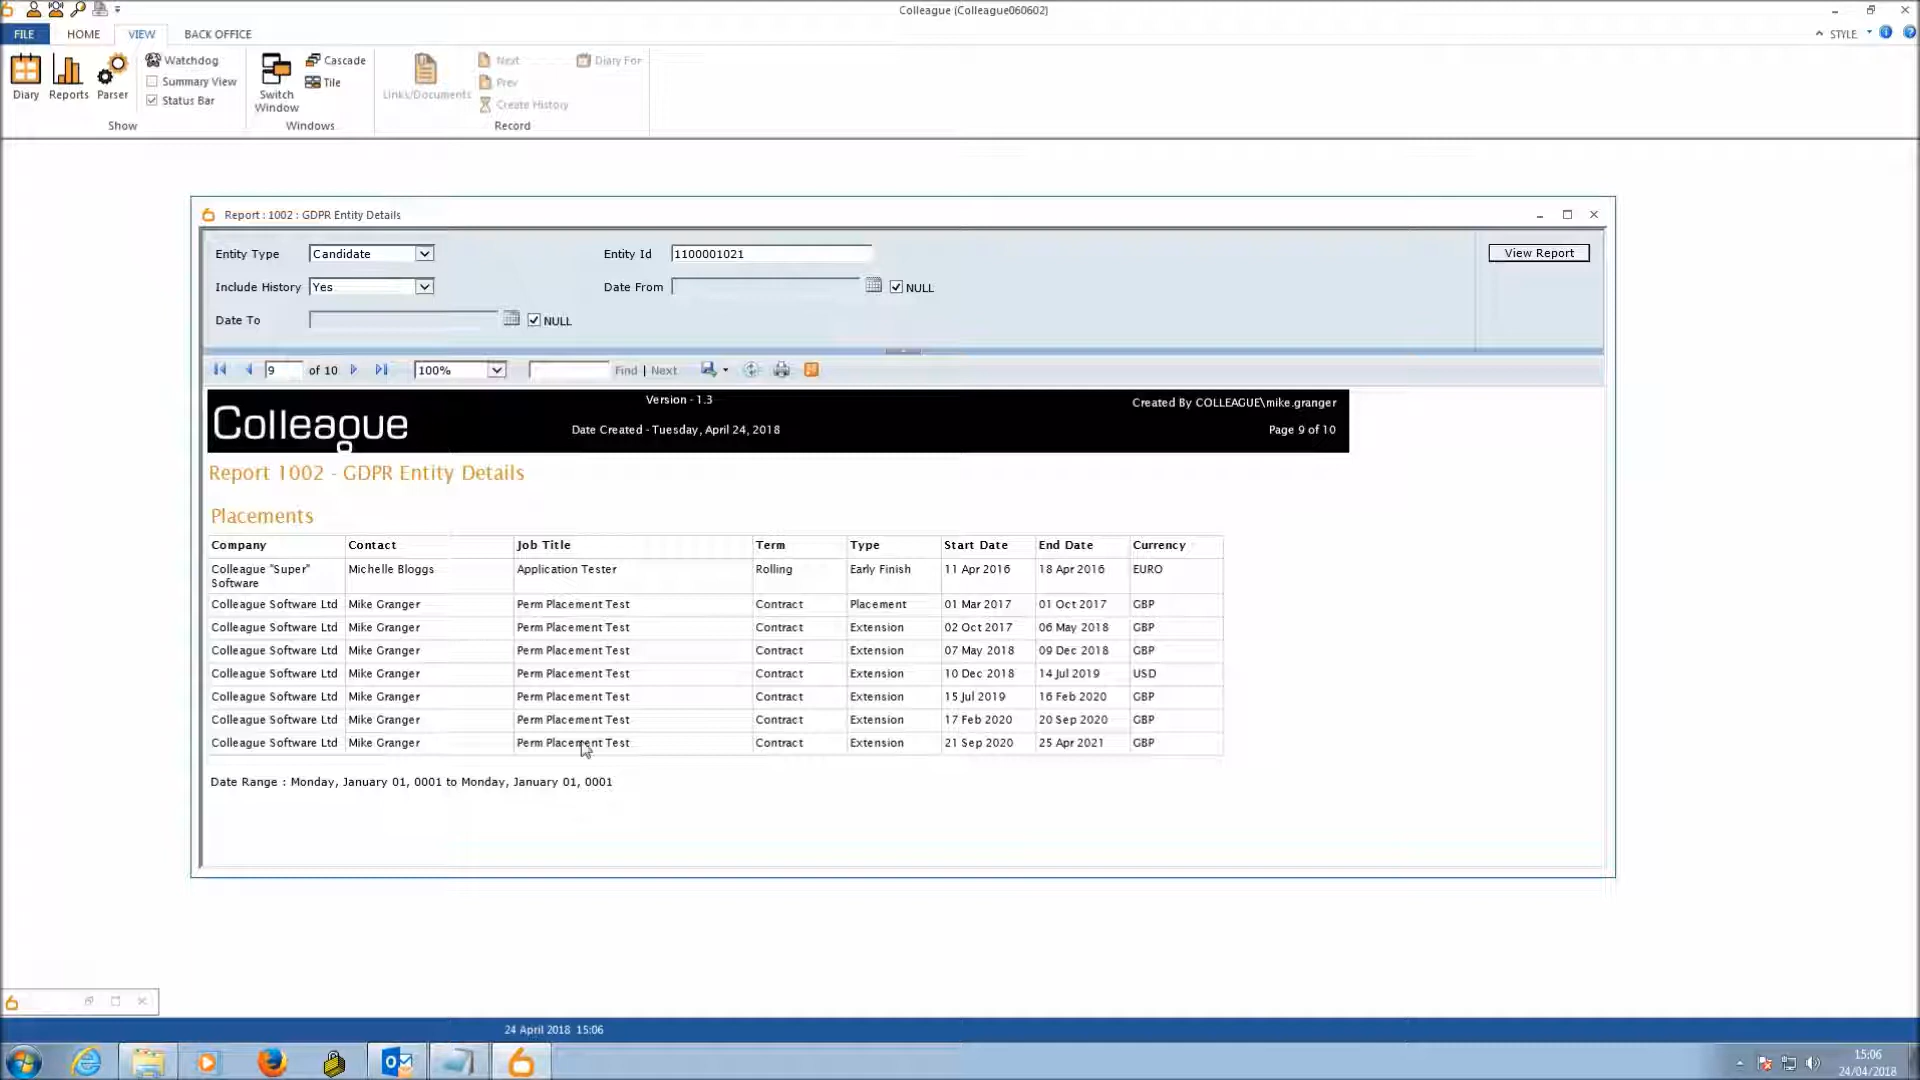 Colleague (Colleague060602)
FILE HOME VIEW BACK OFFICE STYLE
Diary Reports Parser
Watchdog
Summary View
Status Bar
Show
Switch Window
Cascade
Tile
Windows
Links/Documents
Next
Prev
Create History
Diary For
Record
Report : 1002 : GDPR Entity Details
Entity Type Candidate Entity Id 1100001021 View Report
Include History Yes Date From NULL
Date To NULL
9 of 10 100% Find | Next
Colleague
Version - 1.3
Date Created - Tuesday, April 24, 2018
Created By COLLEAGUE\mike.granger
Page 9 of 10
Report 1002 - GDPR Entity Details
Placements
Company Contact Job Title Term Type Start Date End Date Currency
Colleague "Super" Software Michelle Bloggs Application Tester Rolling Early Finish 11 Apr 2016 18 Apr 2016 EURO
Colleague Software Ltd Mike Granger Perm Placement Test Contract Placement 01 Mar 2017 01 Oct 2017 GBP
Colleague Software Ltd Mike Granger Perm Placement Test Contract Extension 02 Oct 2017 06 May 2018 GBP
Colleague Software Ltd Mike Granger Perm Placement Test Contract Extension 07 May 2018 09 Dec 2018 GBP
Colleague Software Ltd Mike Granger Perm Placement Test Contract Extension 10 Dec 2018 14 Jul 2019 USD
Colleague Software Ltd Mike Granger Perm Placement Test Contract Extension 15 Jul 2019 16 Feb 2020 GBP
Colleague Software Ltd Mike Granger Perm Placement Test Contract Extension 17 Feb 2020 20 Sep 2020 GBP
Colleague Software Ltd Mike Granger Perm Placement Test Contract Extension 21 Sep 2020 25 Apr 2021 GBP
Date Range : Monday, January 01, 0001 to Monday, January 01, 0001
24 April 2018 15:06
15:06
24/04/2018